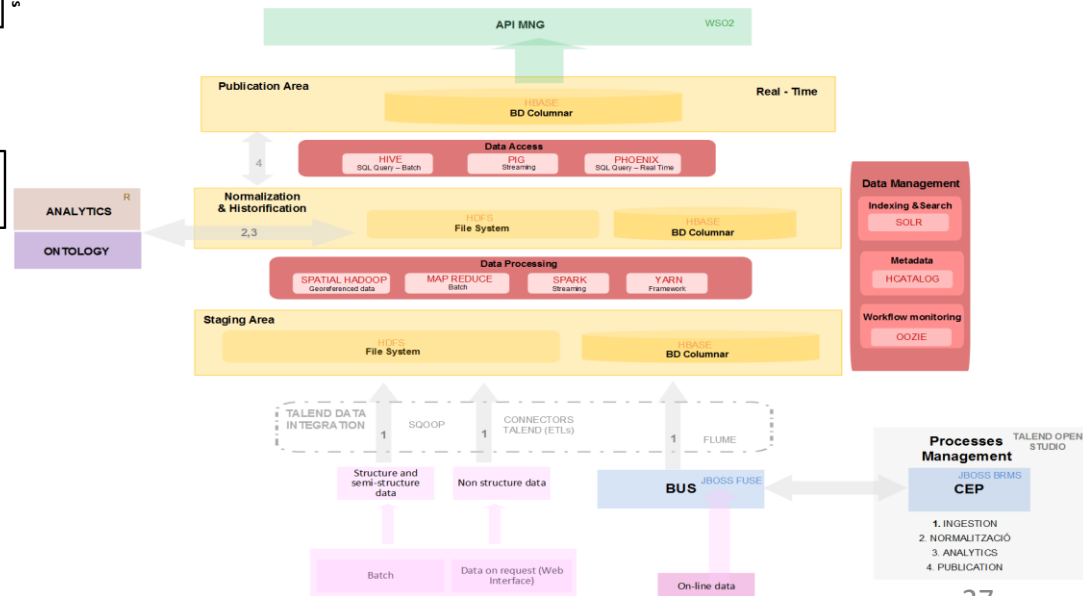 s
API MNG
WSO2
Publication Area
Real - Time
HBASE
BD Columnar
4
Data Access
HIVE
SQL Query – Batch
PIG
Streaming
PHOENIX
SQL Query – Real Time
Normalization
& Historification
HDFS
File System
HBASE
BD Columnar
R
ANALYTICS
ONTOLOGY
2,3
Data Processing
SPATIAL HADOOP
Georeferenced data
MAP REDUCE
Batch
SPARK
Streaming
YARN
Framework
Data Management
Indexing &Search
SOLR
Metadata
HCATALOG
Workflow monitoring
OOZIE
Staging Area
HDFS
File System
HBASE
BD Columnar
TALEND DATA
INTEGRATION
1
SQOOP
1
CONNECTORS
TALEND (ETLs)
1
FLUME
Structure and
semi-structure
data
Non structure data
BUS
JBOSS FUSE
Batch
Data on request (Web
Interface)
On-line data
Processes
Management
TALEND OPEN
STUDIO
JBOSS BRMS
CEP
1. INGESTION
2. NORMALITZACIÓ
3. ANALYTICS
4. PUBLICATION
27